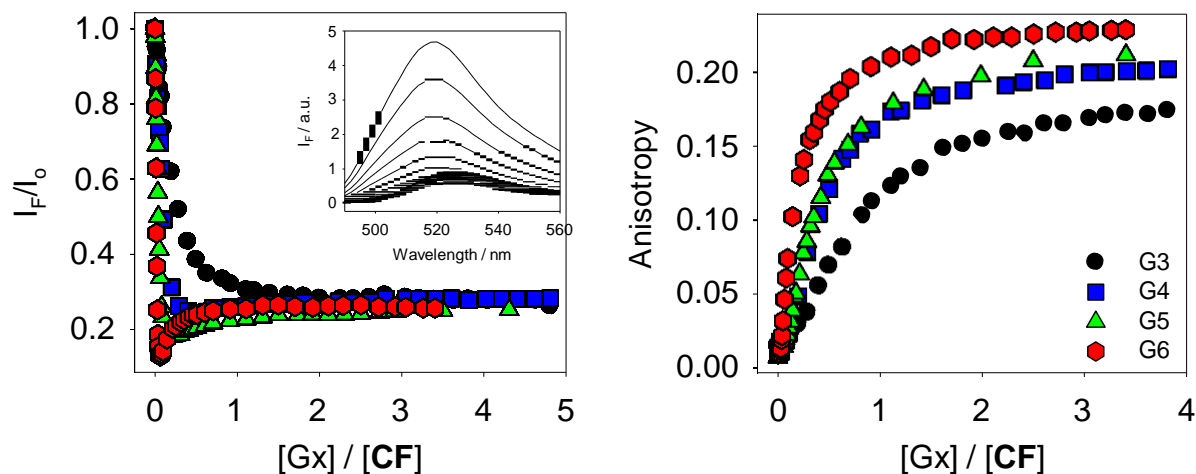 I_F/I_o
1.0
0.8
0.6
0.4
0.2
0 1 2 3 4 5
[Gx] / [CF]
I_F / a.u.
5
4
3
2
1
0
500 520 540 560
Wavelength / nm
Anisotropy
0.20
0.15
0.10
0.05
0.00
0 1 2 3 4
[Gx] / [CF]
G3
G4
G5
G6